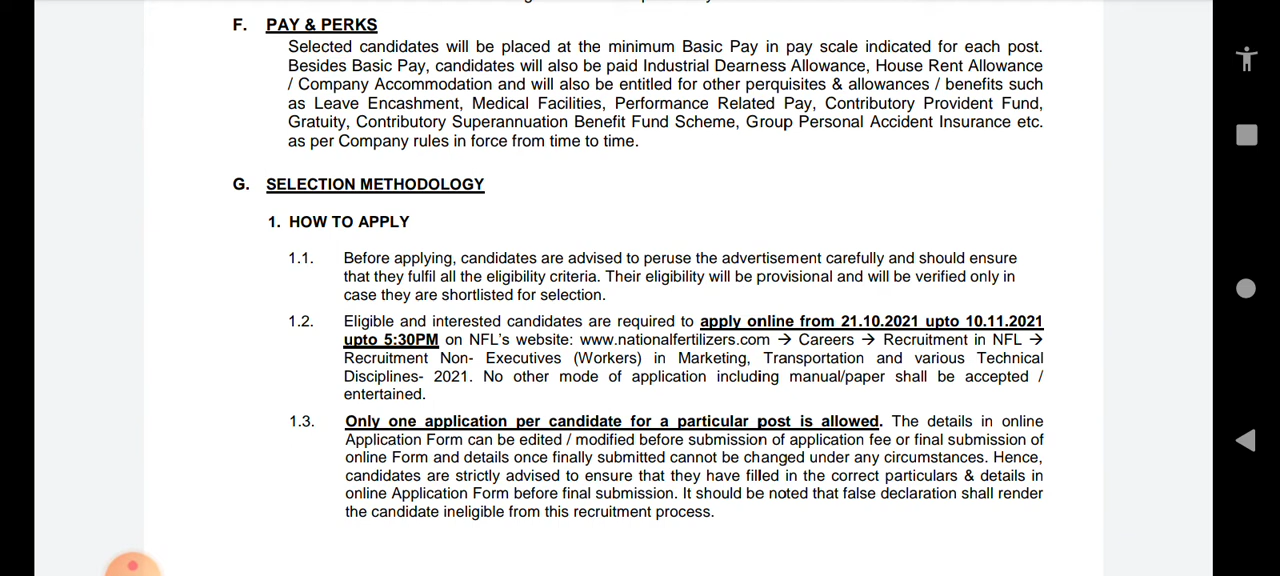 F. PAY & PERKS
Selected candidates will be placed at the minimum Basic Pay in pay scale indicated for each post.
Besides Basic Pay, candidates will also be paid Industrial Dearness Allowance, House Rent Allowance
/ Company Accommodation and will also be entitled for other perquisites & allowances / benefits such
as Leave Encashment, Medical Facilities, Performance Related Pay, Contributory Provident Fund,
Gratuity, Contributory Superannuation Benefit Fund Scheme, Group Personal Accident Insurance etc.
as per Company rules in force from time to time.
G. SELECTION METHODOLOGY
1. HOW TO APPLY
1.1. Before applying, candidates are advised to peruse the advertisement carefully and should ensure
that they fulfil all the eligibility criteria. Their eligibility will be provisional and will be verified only in
case they are shortlisted for selection.
1.2. Eligible and interested candidates are required to apply online from 21.10.2021 upto 10.11.2021
upto 5:30PM on NFL's website: www.nationalfertilizers.com → Careers → Recruitment in NFL →
Recruitment Non- Executives (Workers) in Marketing, Transportation and various Technical
Disciplines- 2021. No other mode of application including manual/paper shall be accepted /
entertained.
1.3. Only one application per candidate for a particular post is allowed. The details in online
Application Form can be edited / modified before submission of application fee or final submission of
online Form and details once finally submitted cannot be changed under any circumstances. Hence,
candidates are strictly advised to ensure that they have filled in the correct particulars & details in
online Application Form before final submission. It should be noted that false declaration shall render
the candidate ineligible from this recruitment process.